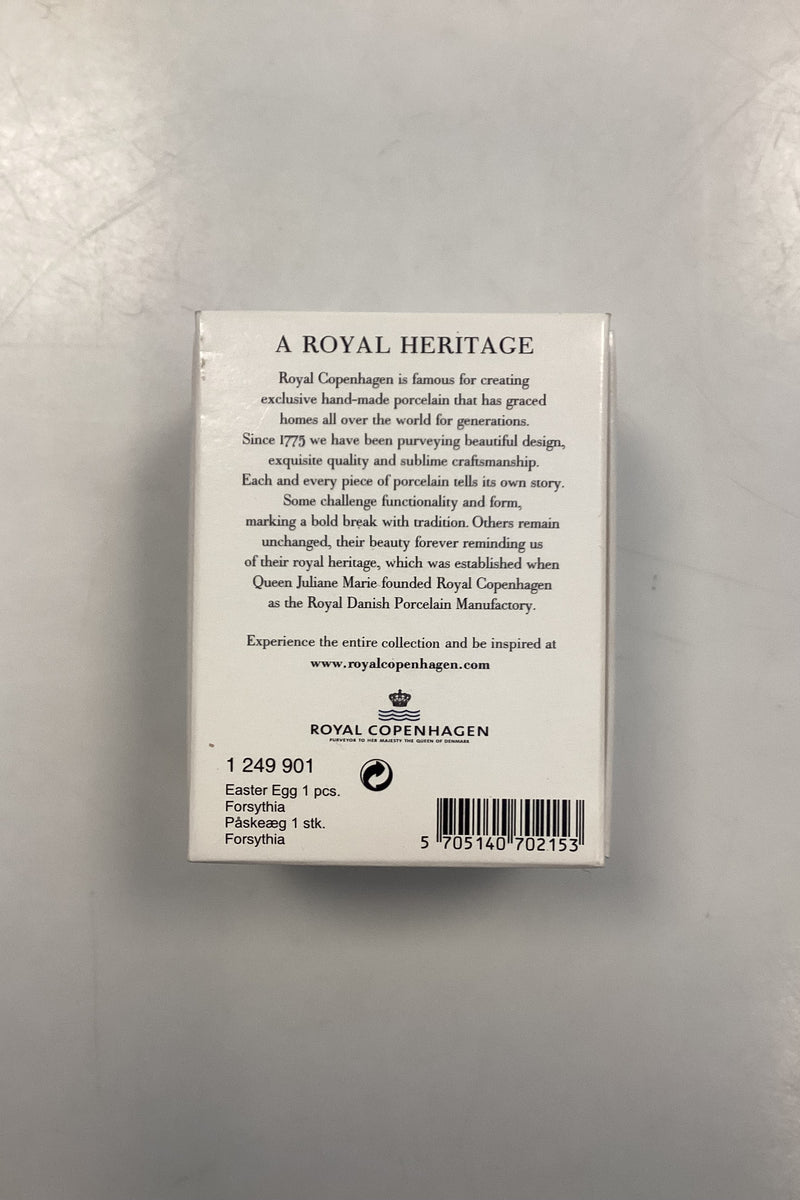 A ROYAL HERITAGE
Royal Copenhagen is famous for creating
exclusive hand-made porcelain that has graced
homes all over the world for generations.
Since 1775 we have been purveying beautiful design,
exquisite quality and sublime craftsmanship.
Each and every piece of porcelain tells its own story.
Some challenge functionality and form,
marking a bold break with tradition. Others remain
unchanged, their beauty forever reminding us
of their royal heritage, which was established when
Queen Juliane Marie founded Royal Copenhagen
as the Royal Danish Porcelain Manufactory.
Experience the entire collection and be inspired at
www.royalcopenhagen.com
ROYAL COPENHAGEN
PURVEYOR TO HER MAJESTY THE QUEEN OF DENMARK
1 249 901
Easter Egg 1 pcs.
Forsythia
Påskeæg 1 stk.
Forsythia
5 705140 702153